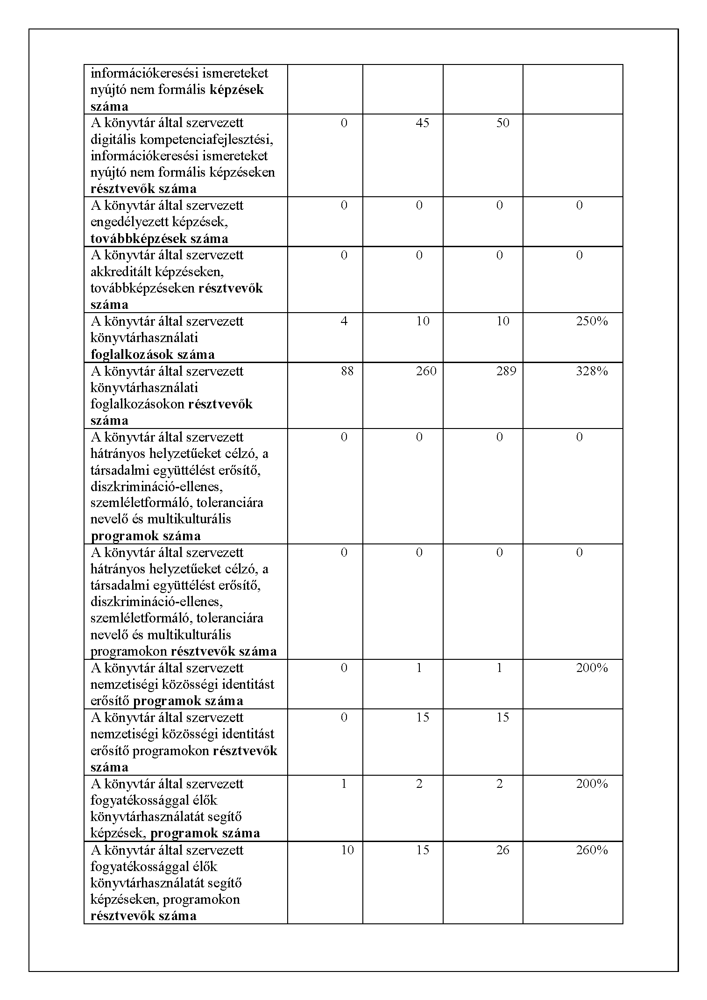 információkeresési ismereteket
nyújtó nem formális képzések
száma
A könyvtár által szervezett 0 45 50
digitális kompetenciafejlesztési,
információkeresési ismereteket
nyújtó nem formális képzéseken
résztvevők száma
A könyvtár által szervezett 0 0 0 0
engedélyezett képzések,
továbbképzések száma
A könyvtár által szervezett 0 0 0 0
akkreditált képzéseken,
továbbképzéseken résztvevők
száma
A könyvtár által szervezett 4 10 10 250%
könyvtárhasználati
foglalkozások száma
A könyvtár által szervezett 88 260 289 328%
könyvtárhasználati
foglalkozásokon résztvevők
száma
A könyvtár által szervezett 0 0 0 0
hátrányos helyzetűeket célzó, a
társadalmi együttélést erősítő,
diszkrimináció-ellenes,
szemléletformáló, toleranciára
nevelő és multikulturális
programok száma
A könyvtár által szervezett 0 0 0 0
hátrányos helyzetűeket célzó, a
társadalmi együttélést erősítő,
diszkrimináció-ellenes,
szemléletformáló, toleranciára
nevelő és multikulturális
programokon résztvevők száma
A könyvtár által szervezett 0 1 1 200%
nemzetiségi közösségi identitást
erősítő programok száma
A könyvtár által szervezett 0 15 15
nemzetiségi közösségi identitást
erősítő programokon résztvevők
száma
A könyvtár által szervezett 1 2 2 200%
fogyatékossággal élők
könyvtárhasználatát segítő
képzések, programok száma
A könyvtár által szervezett 10 15 26 260%
fogyatékossággal élők
könyvtárhasználatát segítő
képzéseken, programokon
résztvevők száma